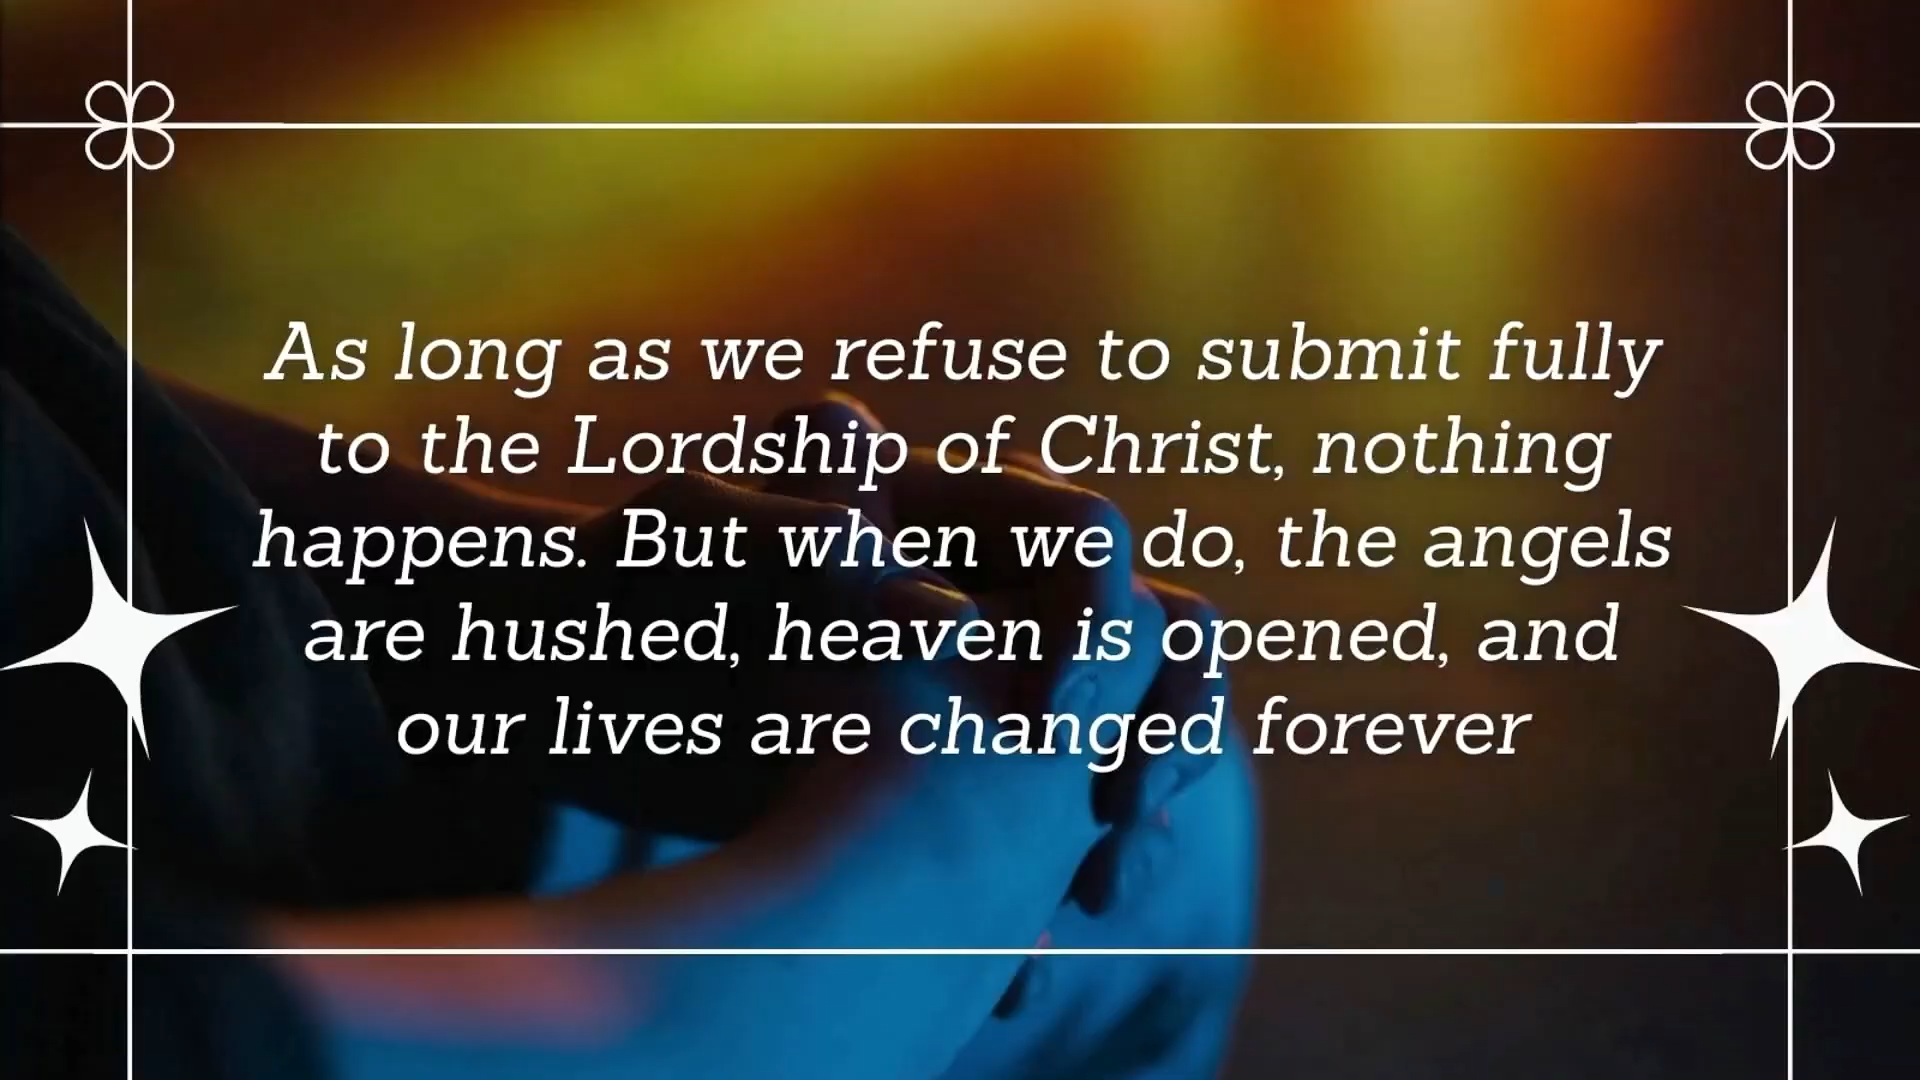 As long as we refuse to submit fully
to the Lordship of Christ, nothing
happens. But when we do, the angels
are hushed, heaven is opened, and
our lives are changed forever